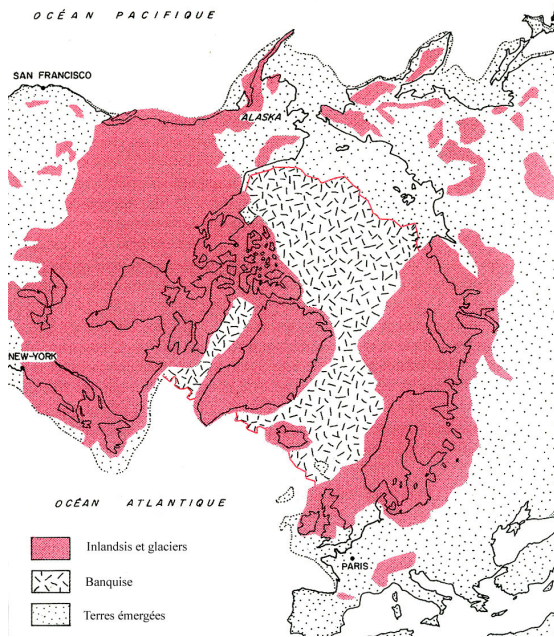 OCÉAN PACIFIQUE
SAN FRANCISCO
ALASKA
NEW-YORK
OCÉAN ATLANTIQUE
PARIS
Inlandsis et glaciers
Banquise
Terres émergées